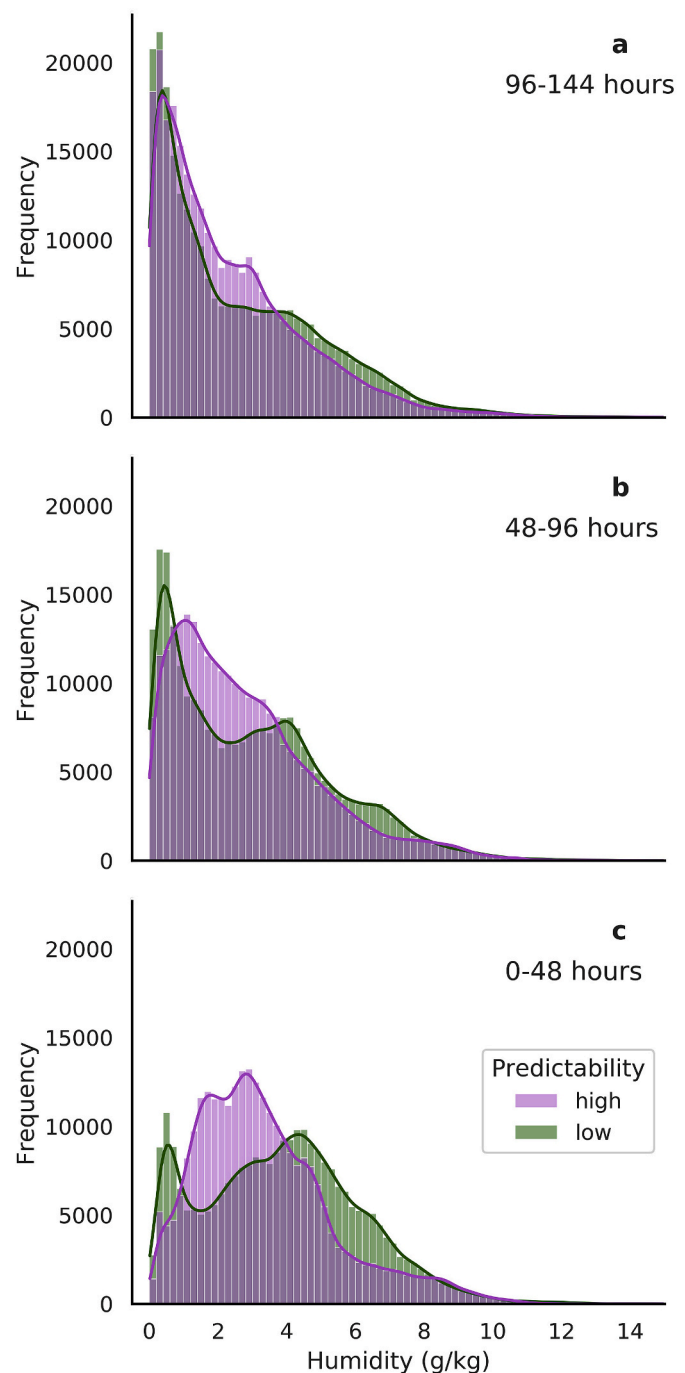 a
96-144 hours
20000
15000
10000
5000
0
Frequency
b
48-96 hours
20000
15000
10000
5000
0
Frequency
c
0-48 hours
20000
15000
10000
5000
0
Frequency
Predictability
high
low
0 2 4 6 8 10 12 14
Humidity (g/kg)